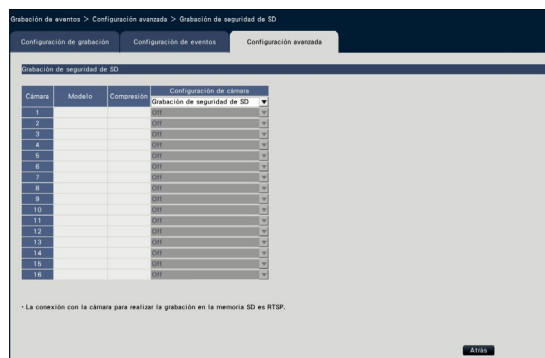 Grabación de eventos > Configuración avanzada > Grabación de seguridad de SD
Configuración de grabación Configuración de eventos Configuración avanzada
Grabación de seguridad de SD
Cámara Modelo Compresión Configuración de cámara
Grabación de seguridad de SD
1 Off
2 Off
3 Off
4 Off
5 Off
6 Off
7 Off
8 Off
9 Off
10 Off
11 Off
12 Off
13 Off
14 Off
15 Off
16 Off
· La conexión con la cámara para realizar la grabación en la memoria SD es RTSP.
Atrás